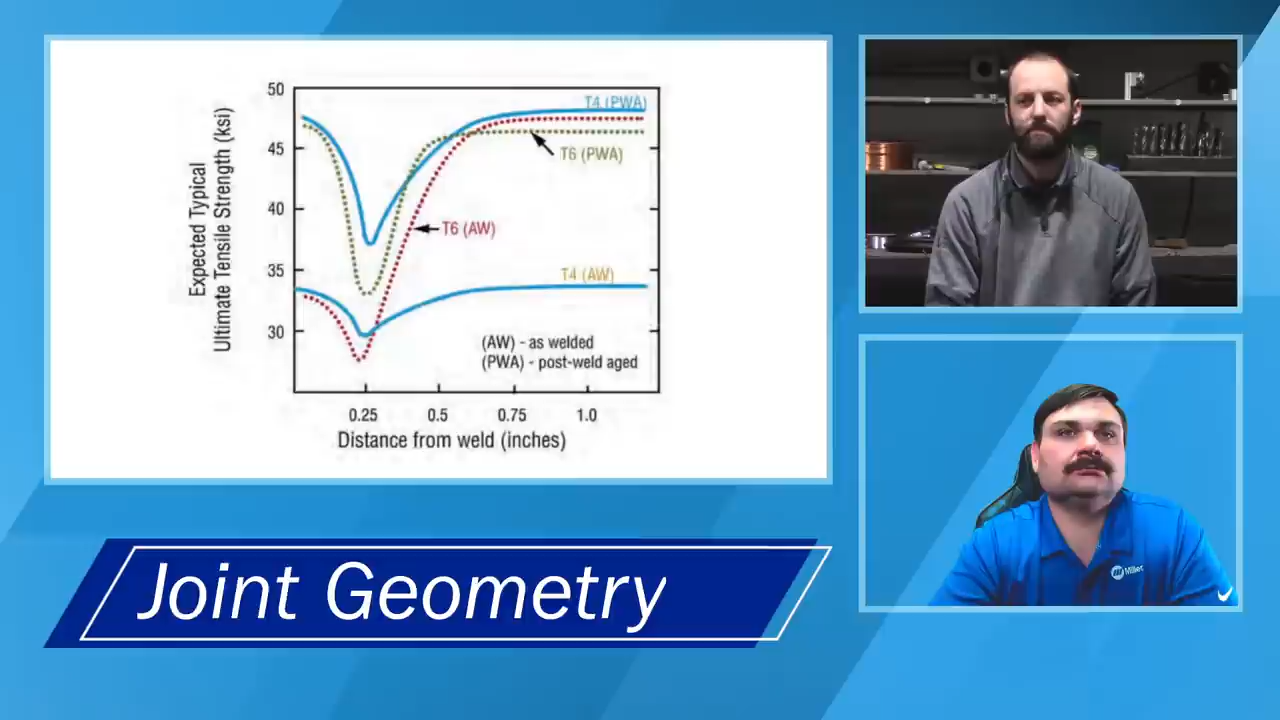 50
45
40
35
30
Expected Typical
Ultimate Tensile Strength (ksi)
T4 (PWA)
T6 (PWA)
T6 (AW)
T4 (AW)
(AW) - as welded
(PWA) - post-weld aged
0.25 0.5 0.75 1.0
Distance from weld (inches)
Joint Geometry
Miller